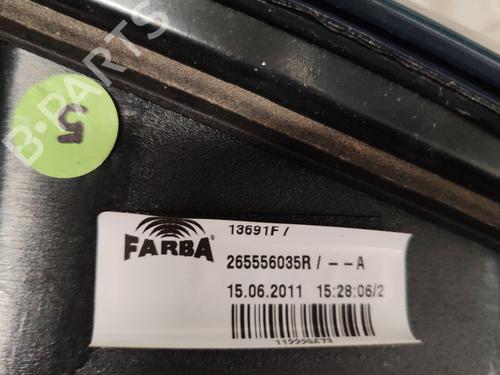 B-PARTS
5
13691F /
FARBA®
265556035R / - - A
15.06.2011 15:28:06/2